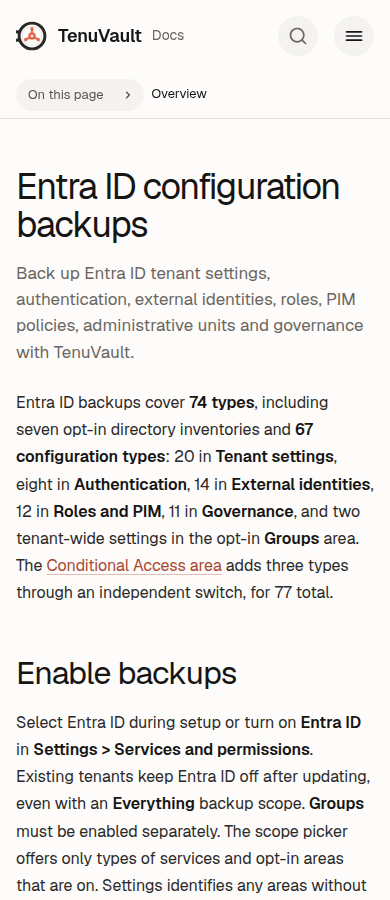 TenuVault Docs
On this page
Overview
Entra ID configuration
backups
Back up Entra ID tenant settings,
authentication, external identities, roles, PIM
policies, administrative units and governance
with TenuVault.
Entra ID backups cover 74 types, including
seven opt-in directory inventories and 67
configuration types: 20 in Tenant settings,
eight in Authentication, 14 in External identities,
12 in Roles and PIM, 11 in Governance, and two
tenant-wide settings in the opt-in Groups area.
The Conditional Access area adds three types
through an independent switch, for 77 total.
Enable backups
Select Entra ID during setup or turn on Entra ID
in Settings > Services and permissions.
Existing tenants keep Entra ID off after updating,
even with an Everything backup scope. Groups
must be enabled separately. The scope picker
offers only types of services and opt-in areas
that are on. Settings identifies any areas without